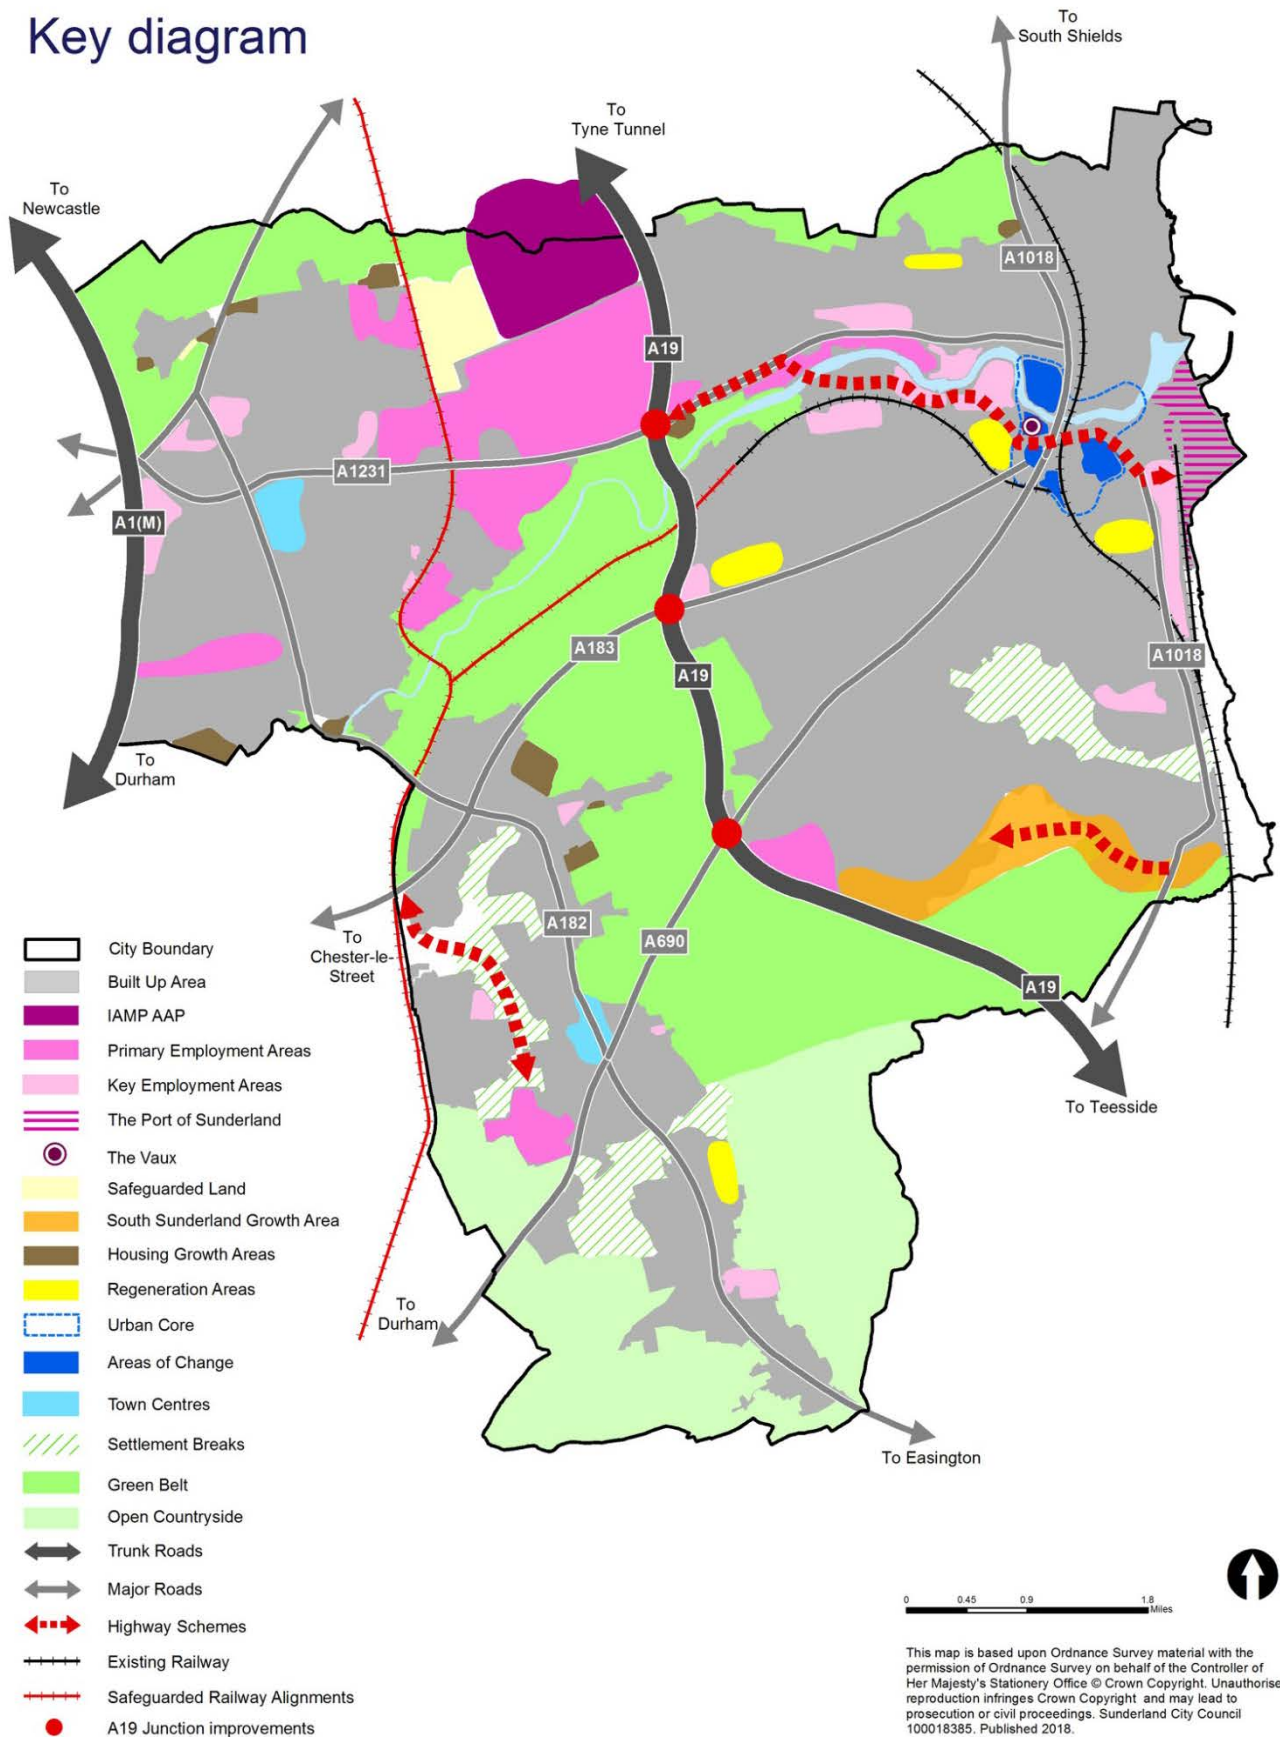 Key diagram
To
South Shields
To
Tyne Tunnel
To
Newcastle
A1018
A19
A1231
A1(M)
A183
A19
A1018
To
Durham
A182
A690
To
Chester-le-
Street
A19
To Teesside
To
Durham
To Easington
City Boundary
Built Up Area
IAMP AAP
Primary Employment Areas
Key Employment Areas
The Port of Sunderland
The Vaux
Safeguarded Land
South Sunderland Growth Area
Housing Growth Areas
Regeneration Areas
Urban Core
Areas of Change
Town Centres
Settlement Breaks
Green Belt
Open Countryside
Trunk Roads
Major Roads
Highway Schemes
Existing Railway
Safeguarded Railway Alignments
A19 Junction improvements
0 0.45 0.9 1.8
Miles
This map is based upon Ordnance Survey material with the
permission of Ordnance Survey on behalf of the Controller of
Her Majesty's Stationery Office © Crown Copyright. Unauthorise
reproduction infringes Crown Copyright and may lead to
prosecution or civil proceedings. Sunderland City Council
100018385. Published 2018.